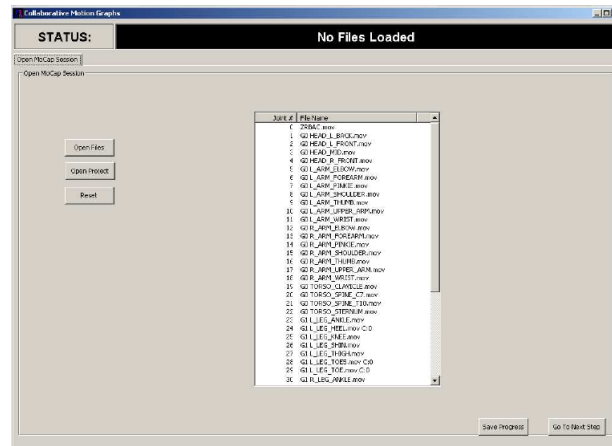 Collaborative Motion Graphs
STATUS:
No Files Loaded
Open MoCap Session
Open MoCap Session
Joint # File Name
0 ZRBAC.mov
1 G0 HEAD_L_BACK.mov
2 G0 HEAD_L_FRONT.mov
3 G0 HEAD_MID.mov
4 G0 HEAD_R_FRONT.mov
5 G0 L_ARM_ELBOW.mov
6 G0 L_ARM_FOREARM.mov
7 G0 L_ARM_PINKIE.mov
8 G0 L_ARM_SHOULDER.mov
9 G0 L_ARM_THUMB.mov
10 G0 L_ARM_UPPER_ARM.mov
11 G0 L_ARM_WRIST.mov
12 G0 R_ARM_ELBOW.mov
13 G0 R_ARM_FOREARM.mov
14 G0 R_ARM_PINKIE.mov
15 G0 R_ARM_SHOULDER.mov
16 G0 R_ARM_THUMB.mov
17 G0 R_ARM_UPPER_ARM.mov
18 G0 R_ARM_WRIST.mov
19 G0 TORSO_CLAVICLE.mov
20 G0 TORSO_SPINE_C7.mov
21 G0 TORSO_SPINE_T10.mov
22 G0 TORSO_STERNUM.mov
23 G1 L_LEG_ANKLE.mov
24 G1 L_LEG_HEEL.mov C:0
25 G1 L_LEG_KNEE.mov
26 G1 L_LEG_SHIN.mov
27 G1 L_LEG_THIGH.mov
28 G1 L_LEG_TOES.mov C:0
29 G1 L_LEG_TOE.mov C:0
30 G1 R_LEG_ANKLE.mov
Open Files
Open Project
Reset
Save Progress
Go To Next Step